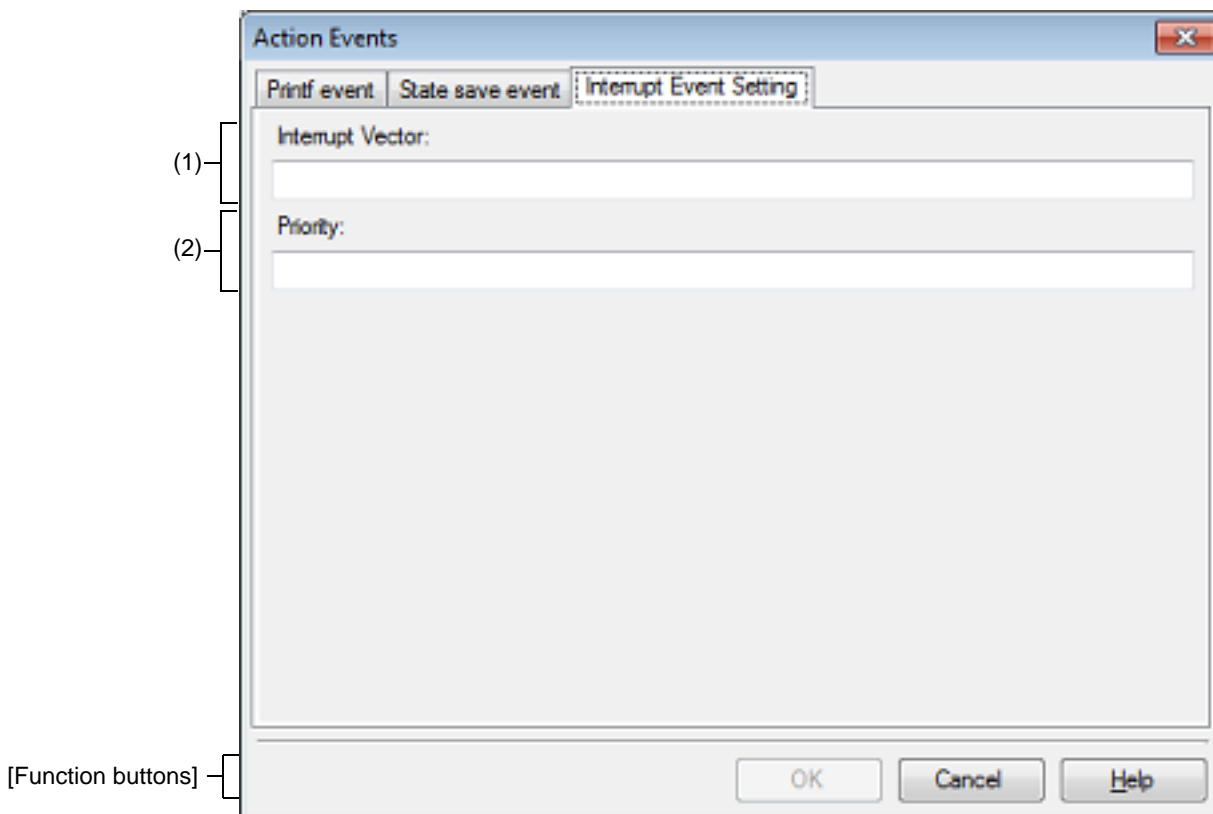 Action Events
Printf event State save event Interrupt Event Setting
(1)
Interrupt Vector:
(2)
Priority:
[Function buttons]
OK Cancel Help